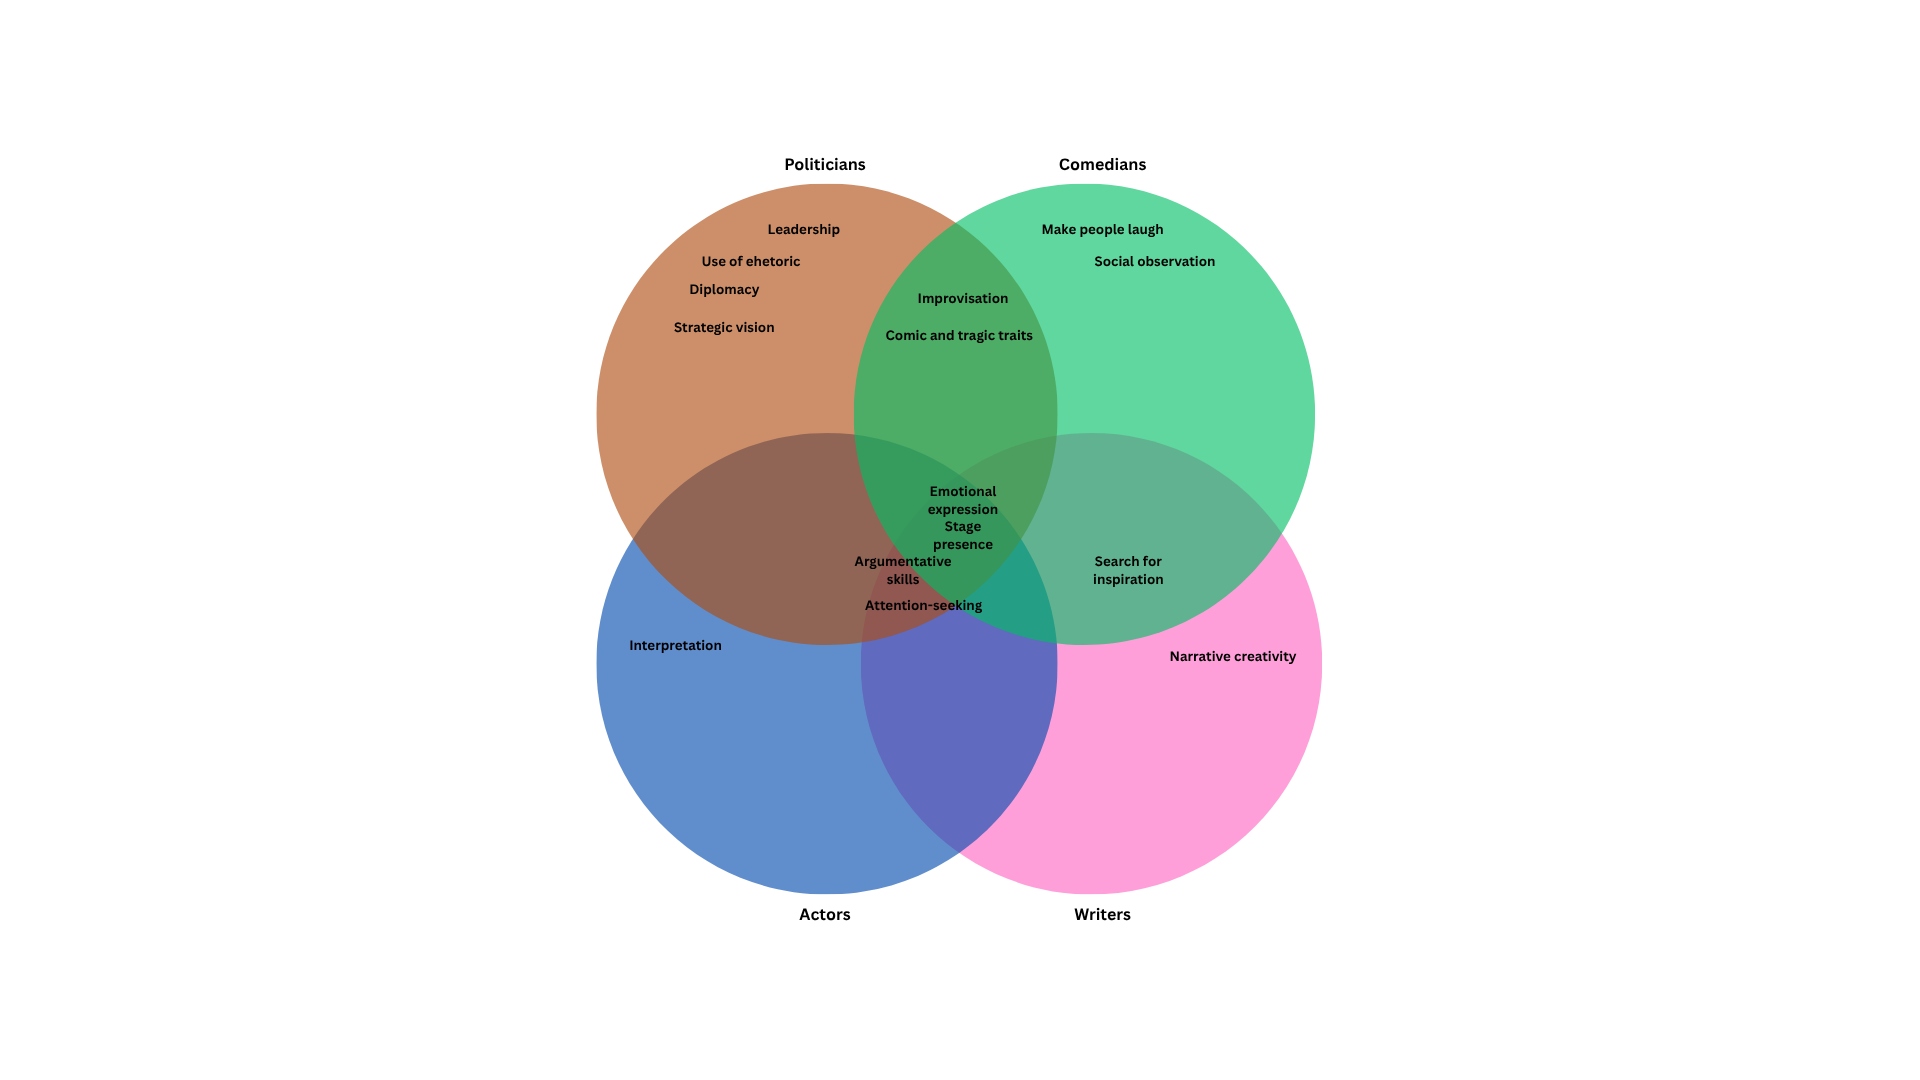 Politicians
Comedians
Leadership
Make people laugh
Use of ehetoric
Social observation
Diplomacy
Improvisation
Strategic vision
Comic and tragic traits
Emotional
expression
Stage
presence
Argumentative
skills
Search for
inspiration
Attention-seeking
Interpretation
Narrative creativity
Actors
Writers